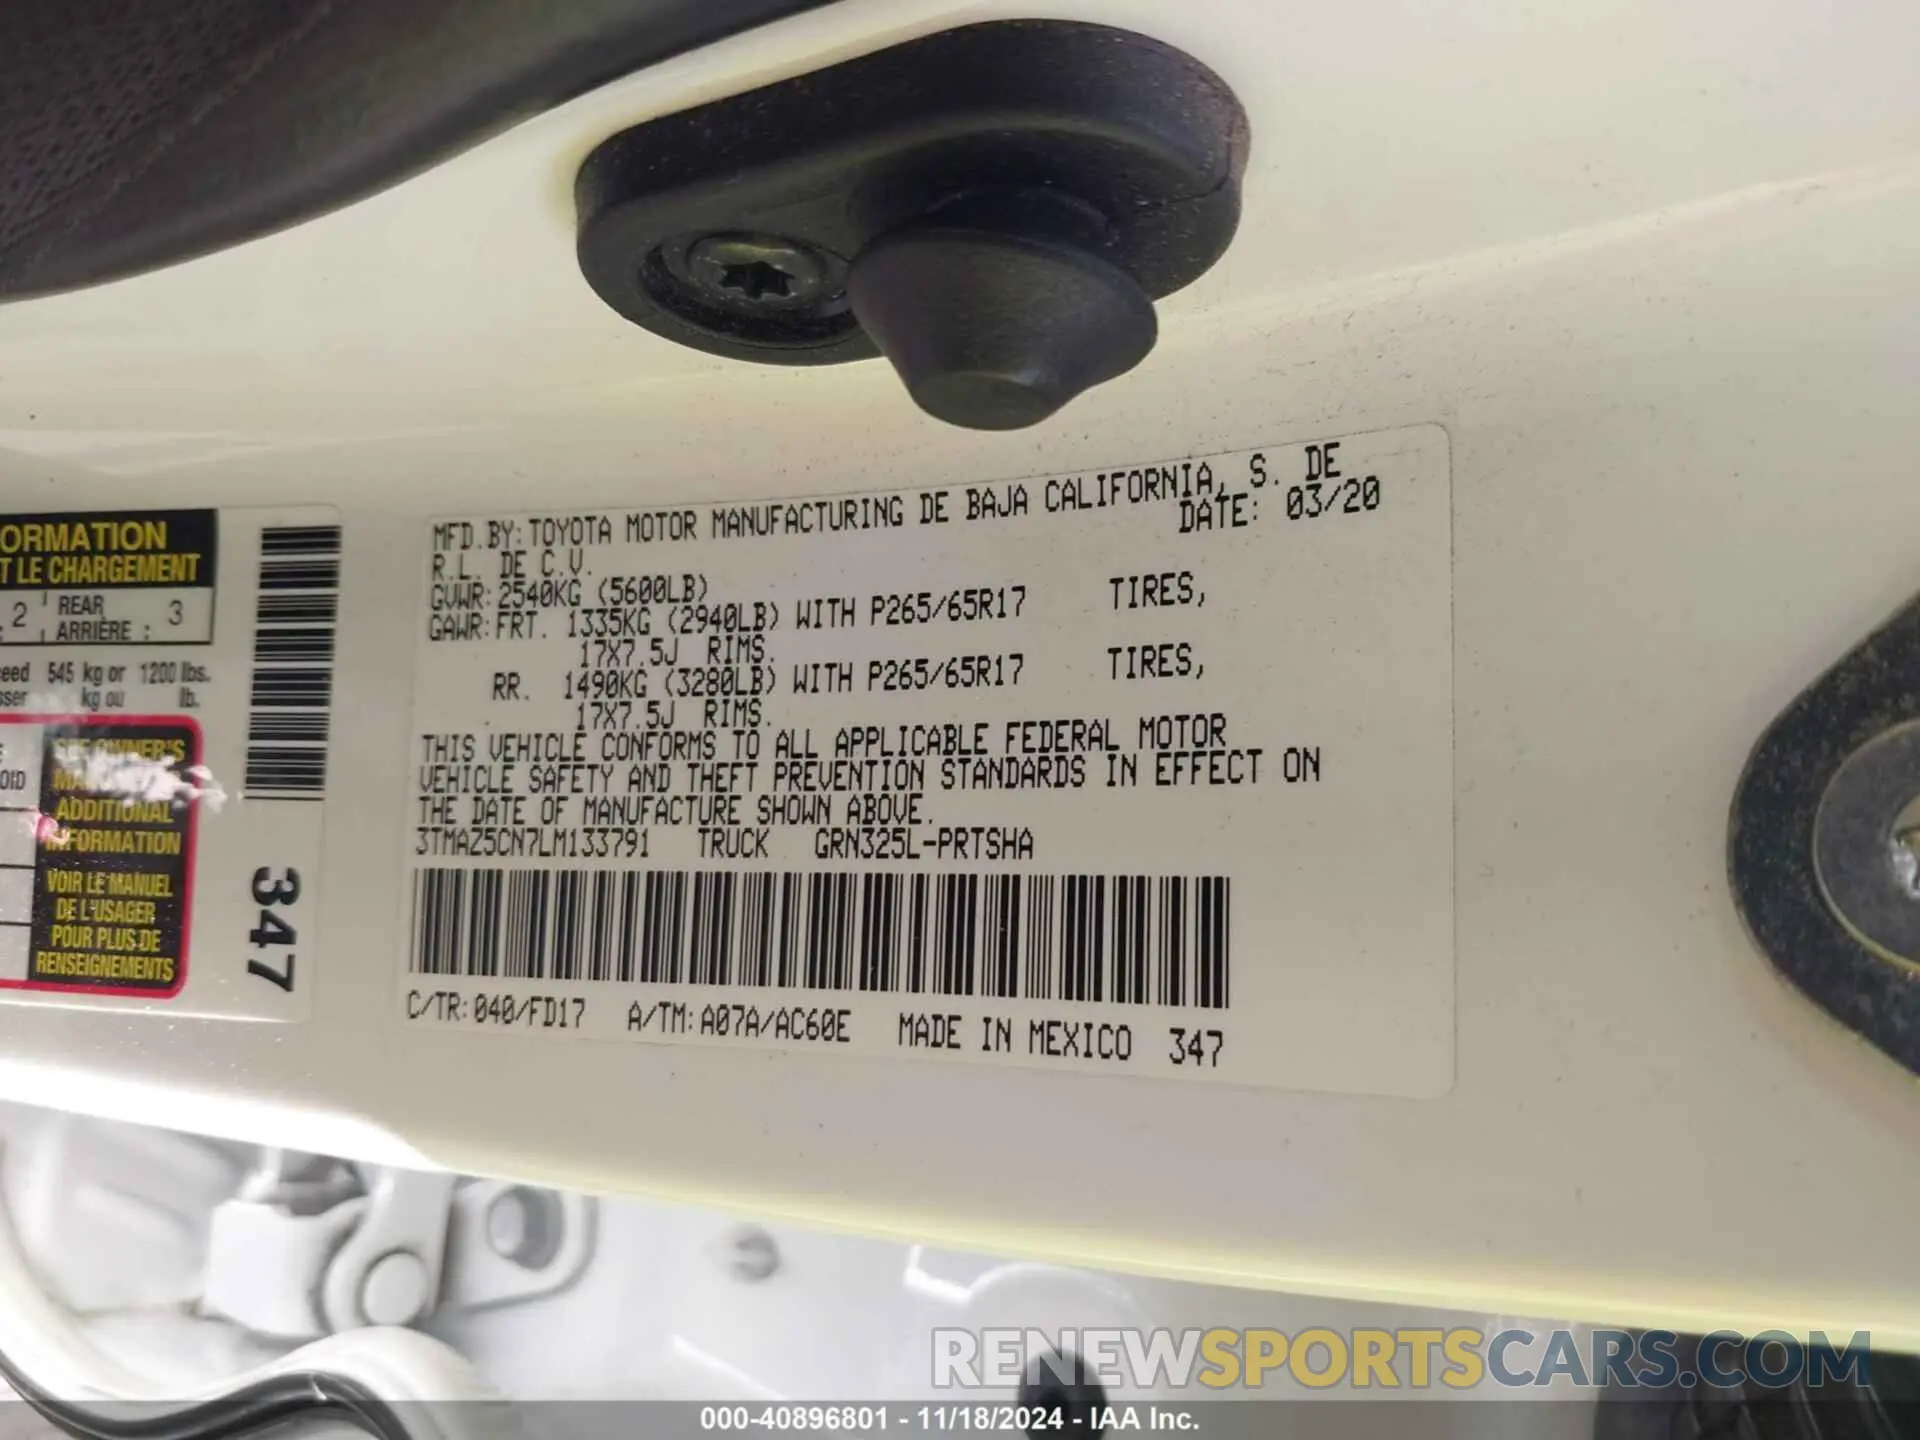 ORMATION
T LE CHARGEMENT
2 REAR 3
ARRIÈRE :
eed 545 kg or 1200 lbs.
sser kg ou lb.
OID
SEE OWNER'S
ADDITIONAL
INFORMATION
VOIR LE MANUEL
DE L'USAGER
POUR PLUS DE
RENSEIGNEMENTS
347
MFD.BY: TOYOTA MOTOR MANUFACTURING DE BAJA CALIFORNIA, S. DE
R.L. DE C.V. DATE: 03/20
GVWR: 2540KG (5600LB)
GAWR: FRT. 1335KG (2940LB) WITH P265/65R17 TIRES,
17X7.5J RIMS.
RR. 1490KG (3280LB) WITH P265/65R17 TIRES,
17X7.5J RIMS.
THIS VEHICLE CONFORMS TO ALL APPLICABLE FEDERAL MOTOR
VEHICLE SAFETY AND THEFT PREVENTION STANDARDS IN EFFECT ON
THE DATE OF MANUFACTURE SHOWN ABOVE.
3TMAZ5CN7LM133791 TRUCK GRN325L-PRTSHA
C/TR: 040/FD17 A/TM: A07A/AC60E MADE IN MEXICO 347
RENEWSPORTSCARS.COM
000-40896801 - 11/18/2024 - IAA Inc.